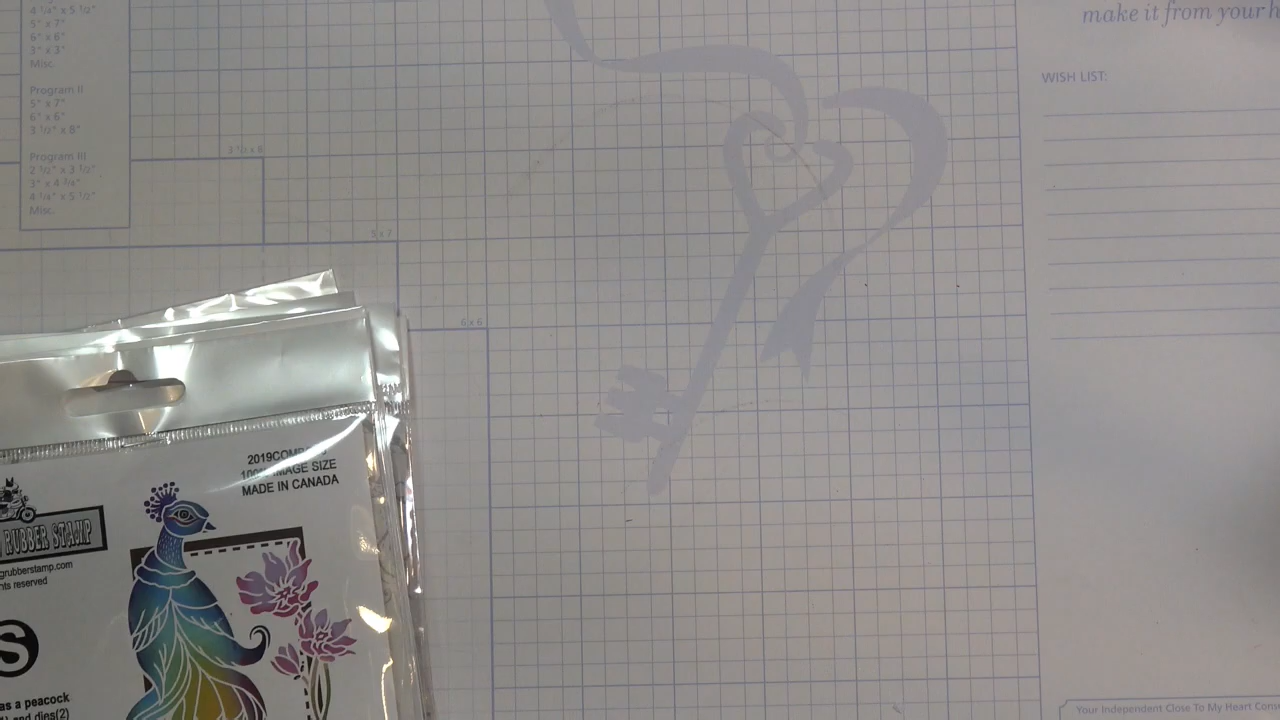 4 1/4" x 5 1/2"
5" x 7"
6" x 6"
3" x 3"
Misc.
Program II
5" x 7"
6" x 6"
3 1/2" x 8"
Program III
2 1/2" x 3 1/2"
3" x 4 1/4"
4 1/4" x 5 1/2"
Misc.
3 1/2 x 8
5 x 7
6 x 6
make it from your h
WISH LIST:
Your Independent Close To My Heart Cons
100% IMAGE SIZE
MADE IN CANADA
RUBBER STAMP
grubberstamp.com
hts reserved
S
as a peacock
and dies(2)